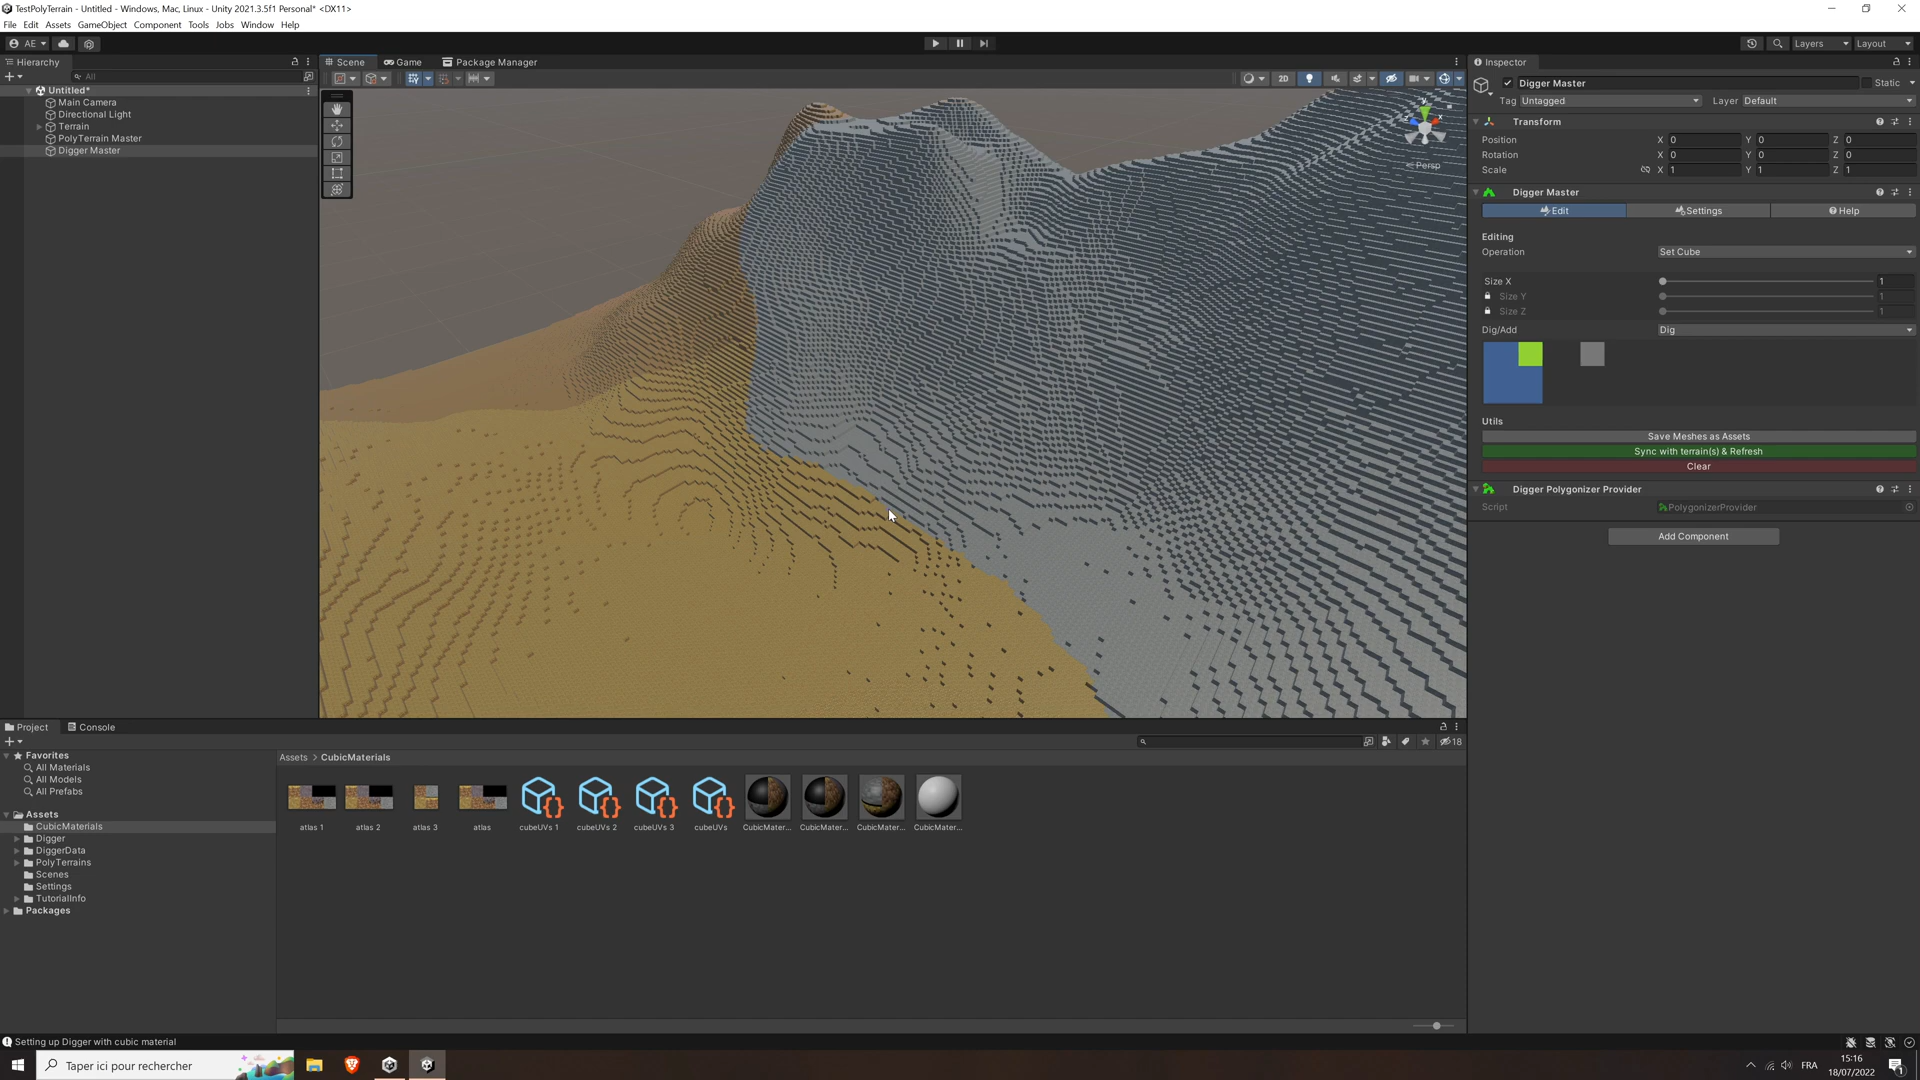 TestPolyTerrain - Untitled - Windows, Mac, Linux - Unity 2021.3.5f1 Personal* <DX11>
File Edit Assets GameObject Component Tools Jobs Window Help
AE
Layers
Layout
Hierarchy
All
Untitled*
Main Camera
Directional Light
Terrain
PolyTerrain Master
Digger Master
Scene
Game
Package Manager
2D
y
x
z
< Persp
Inspector
Digger Master
Static
Tag Untagged
Layer Default
Transform
Position X 0 Y 0 Z 0
Rotation X 0 Y 0 Z 0
Scale X 1 Y 1 Z 1
Digger Master
Edit
Settings
Help
Editing
Operation Set Cube
Size X 1
Size Y 1
Size Z 1
Dig/Add Dig
Utils
Save Meshes as Assets
Sync with terrain(s) & Refresh
Clear
Digger Polygonizer Provider
Script PolygonizerProvider
Add Component
Project
Console
18
Favorites
All Materials
All Models
All Prefabs
Assets
CubicMaterials
Digger
DiggerData
PolyTerrains
Scenes
Settings
TutorialInfo
Packages
Assets > CubicMaterials
atlas 1
atlas 2
atlas 3
atlas
cubeUVs 1
cubeUVs 2
cubeUVs 3
cubeUVs
CubicMater...
CubicMater...
CubicMater...
CubicMater...
Setting up Digger with cubic material
Taper ici pour rechercher
FRA
15:16
18/07/2022
1